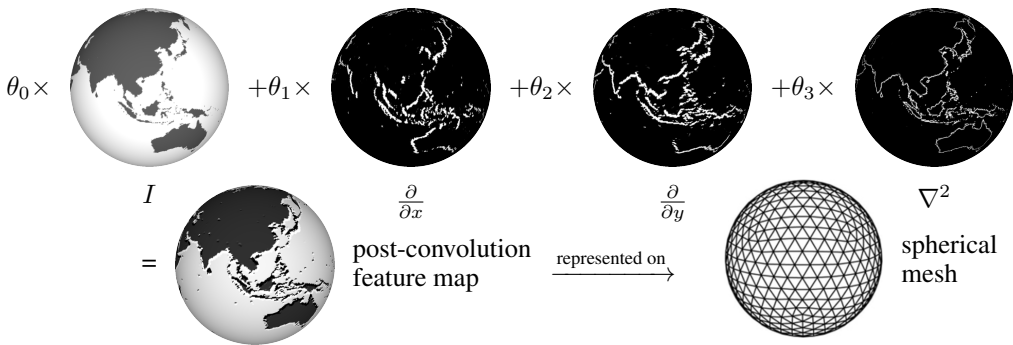 θ₀× +θ₁× +θ₂× +θ₃×
I ∂/∂x ∂/∂y ∇²
= post-convolution feature map represented on spherical mesh